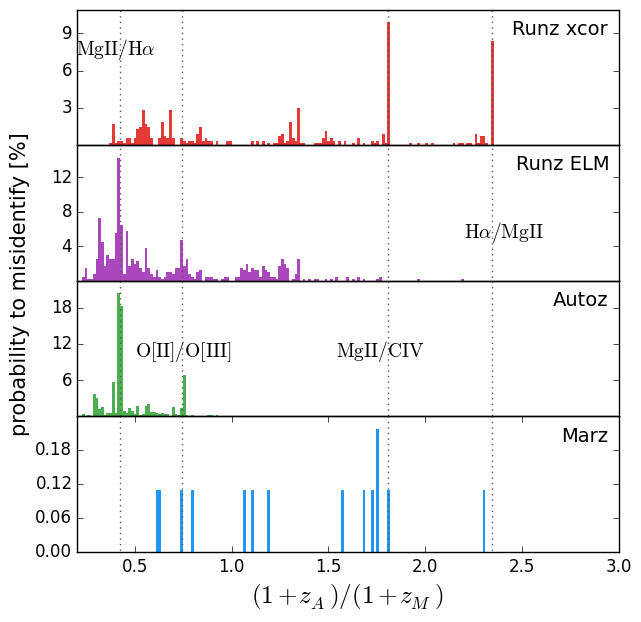 Runz xcor
MgII/Hα
9
6
3
Runz ELM
12
8
4
Hα/MgII
Autoz
18
12
6
O[II]/O[III]
MgII/CIV
Marz
0.18
0.12
0.06
0.00
0.5 1.0 1.5 2.0 2.5 3.0
(1+z_A)/(1+z_M)
probability to misidentify [%]